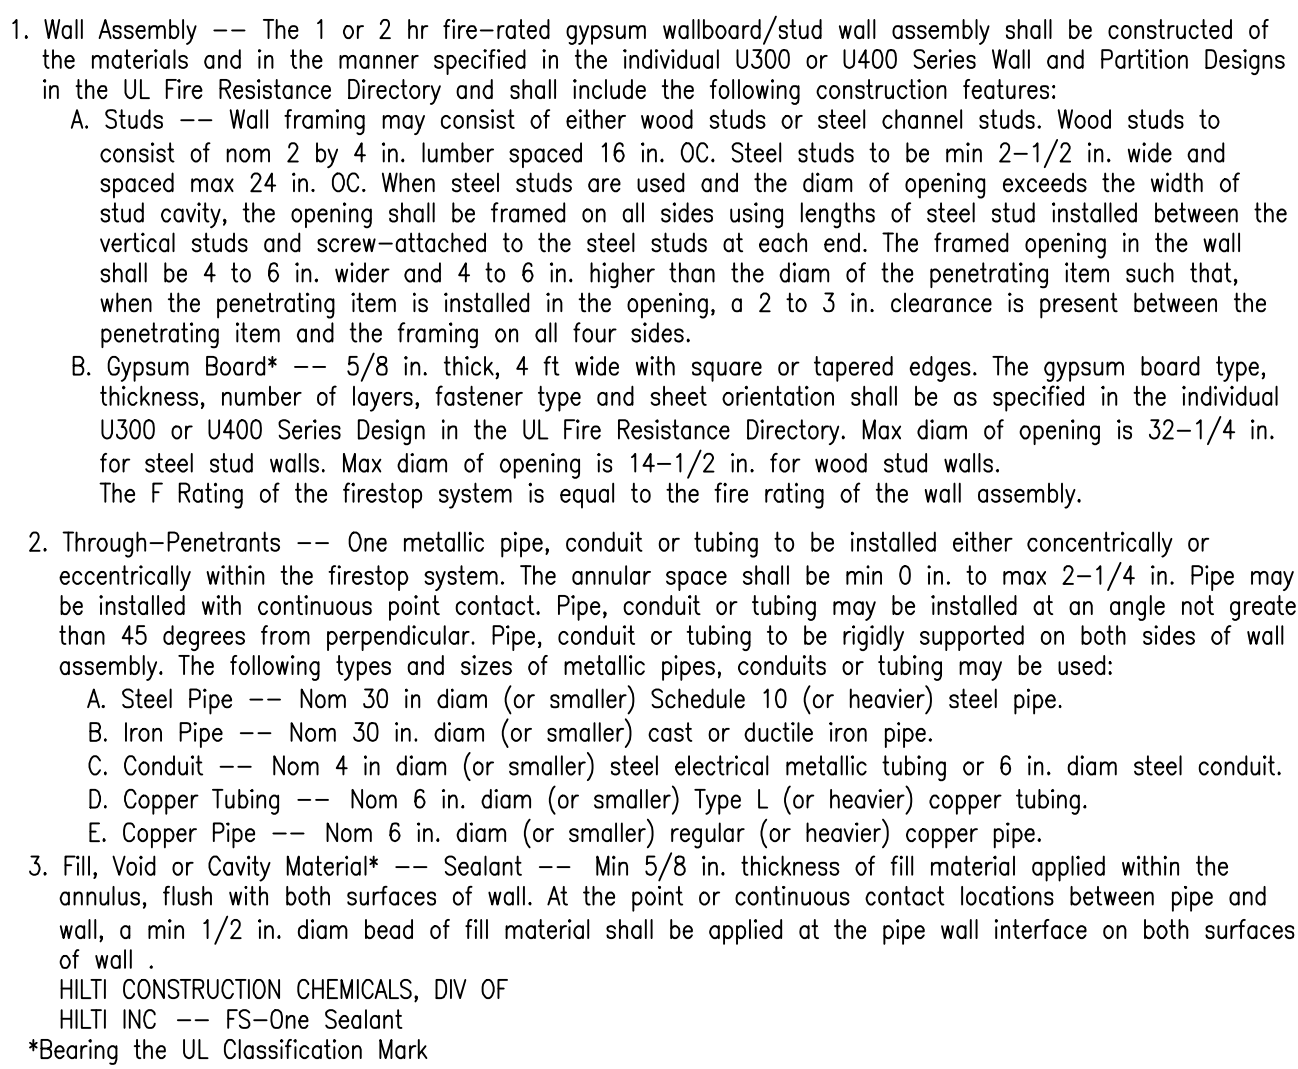 1. Wall Assembly -- The 1 or 2 hr fire-rated gypsum wallboard/stud wall assembly shall be constructed of
the materials and in the manner specified in the individual U300 or U400 Series Wall and Partition Designs
in the UL Fire Resistance Directory and shall include the following construction features:
A. Studs -- Wall framing may consist of either wood studs or steel channel studs. Wood studs to
consist of nom 2 by 4 in. lumber spaced 16 in. OC. Steel studs to be min 2-1/2 in. wide and
spaced max 24 in. OC. When steel studs are used and the diam of opening exceeds the width of
stud cavity, the opening shall be framed on all sides using lengths of steel stud installed between the
vertical studs and screw-attached to the steel studs at each end. The framed opening in the wall
shall be 4 to 6 in. wider and 4 to 6 in. higher than the diam of the penetrating item such that,
when the penetrating item is installed in the opening, a 2 to 3 in. clearance is present between the
penetrating item and the framing on all four sides.
B. Gypsum Board* -- 5/8 in. thick, 4 ft wide with square or tapered edges. The gypsum board type,
thickness, number of layers, fastener type and sheet orientation shall be as specified in the individual
U300 or U400 Series Design in the UL Fire Resistance Directory. Max diam of opening is 32-1/4 in.
for steel stud walls. Max diam of opening is 14-1/2 in. for wood stud walls.
The F Rating of the firestop system is equal to the fire rating of the wall assembly.
2. Through-Penetrants -- One metallic pipe, conduit or tubing to be installed either concentrically or
eccentrically within the firestop system. The annular space shall be min 0 in. to max 2-1/4 in. Pipe may
be installed with continuous point contact. Pipe, conduit or tubing may be installed at an angle not greate
than 45 degrees from perpendicular. Pipe, conduit or tubing to be rigidly supported on both sides of wall
assembly. The following types and sizes of metallic pipes, conduits or tubing may be used:
A. Steel Pipe -- Nom 30 in diam (or smaller) Schedule 10 (or heavier) steel pipe.
B. Iron Pipe -- Nom 30 in. diam (or smaller) cast or ductile iron pipe.
C. Conduit -- Nom 4 in diam (or smaller) steel electrical metallic tubing or 6 in. diam steel conduit.
D. Copper Tubing -- Nom 6 in. diam (or smaller) Type L (or heavier) copper tubing.
E. Copper Pipe -- Nom 6 in. diam (or smaller) regular (or heavier) copper pipe.
3. Fill, Void or Cavity Material* -- Sealant -- Min 5/8 in. thickness of fill material applied within the
annulus, flush with both surfaces of wall. At the point or continuous contact locations between pipe and
wall, a min 1/2 in. diam bead of fill material shall be applied at the pipe wall interface on both surfaces
of wall .
HILTI CONSTRUCTION CHEMICALS, DIV OF
HILTI INC -- FS-One Sealant
*Bearing the UL Classification Mark